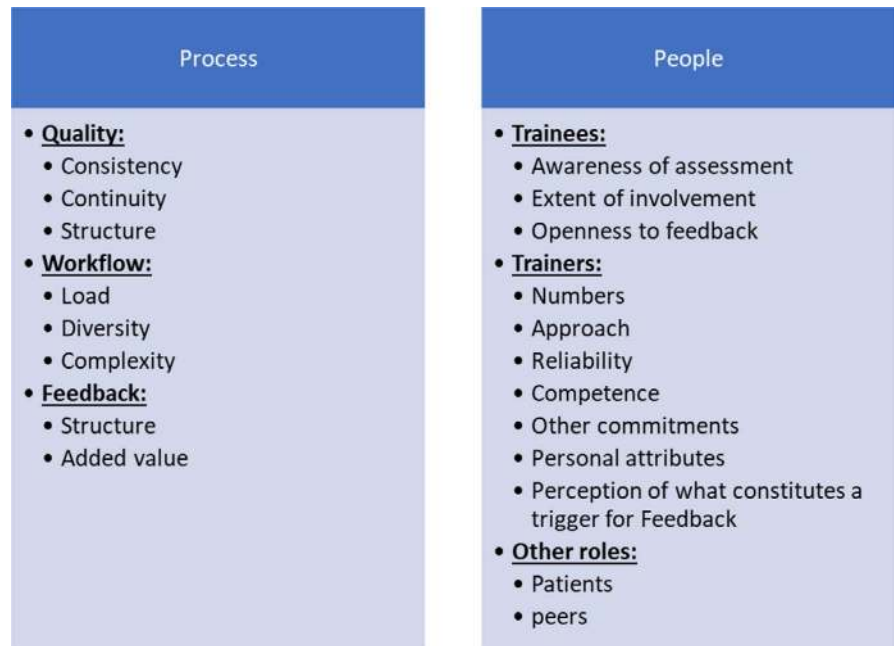 Process
• Quality:
• Consistency
• Continuity
• Structure
• Workflow:
• Load
• Diversity
• Complexity
• Feedback:
• Structure
• Added value
People
• Trainees:
• Awareness of assessment
• Extent of involvement
• Openness to feedback
• Trainers:
• Numbers
• Approach
• Reliability
• Competence
• Other commitments
• Personal attributes
• Perception of what constitutes a
trigger for Feedback
• Other roles:
• Patients
• peers